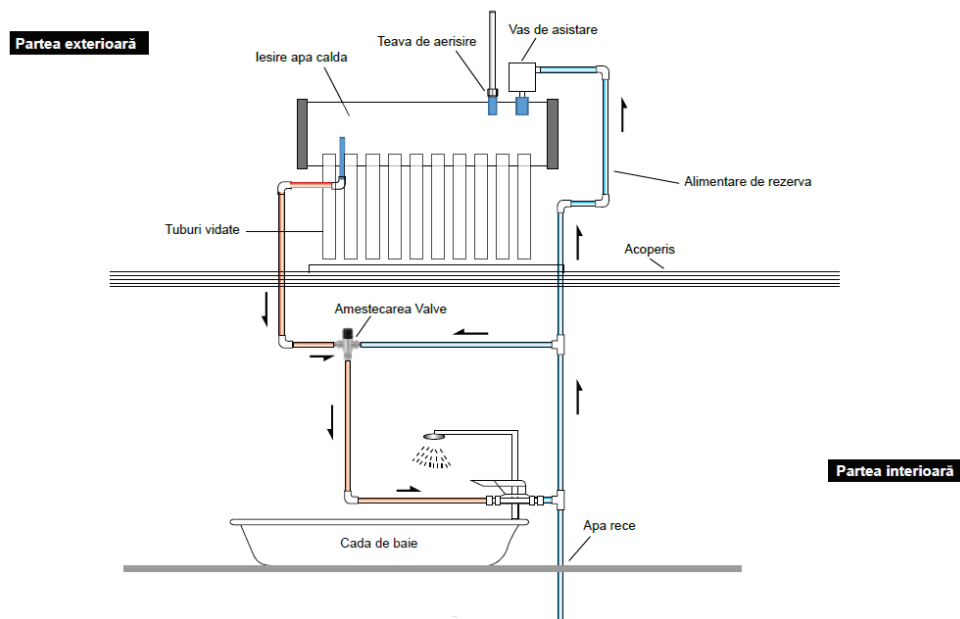 Partea exterioară
Iesire apa calda
Teava de aerisire
Vas de asistare
Alimentare de rezerva
Tuburi vidate
Acoperis
Amestecarea Valve
Partea interioară
Apa rece
Cada de baie